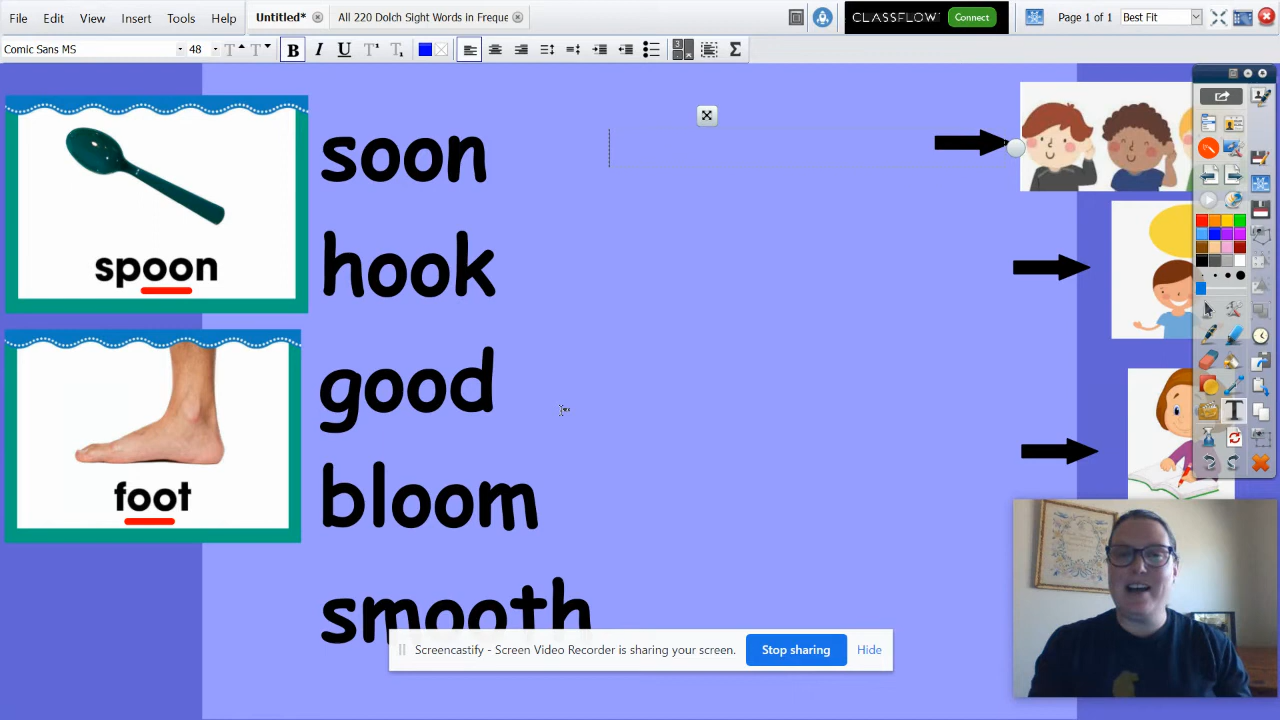 File Edit View Insert Tools Help Untitled* All 220 Dolch Sight Words in Freque CLASSFLOW Connect Page 1 of 1 Best Fit
Comic Sans MS 48 B I U T T Σ
spoon
foot
soon
hook
good
bloom
smooth
Screencastify - Screen Video Recorder is sharing your screen. Stop sharing Hide